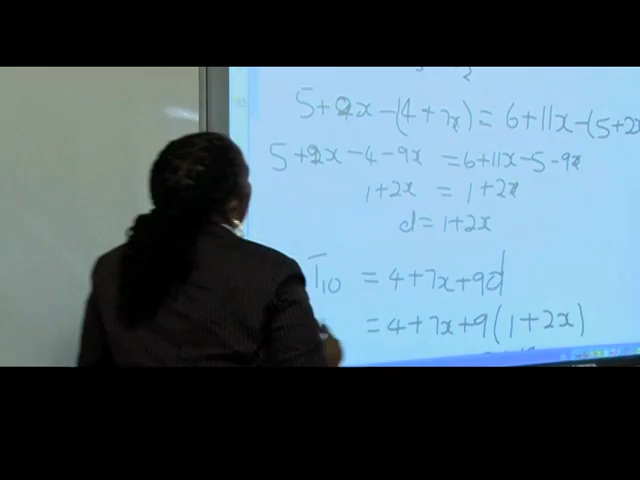 5+9x-(4+7x)=6+11x-(5+2x
5+9x-4-9x =6+11x-5-9x
1+2x = 1+2x
d=1+2x
T₁₀ =4+7x+9d
=4+7x+9(1+2x)